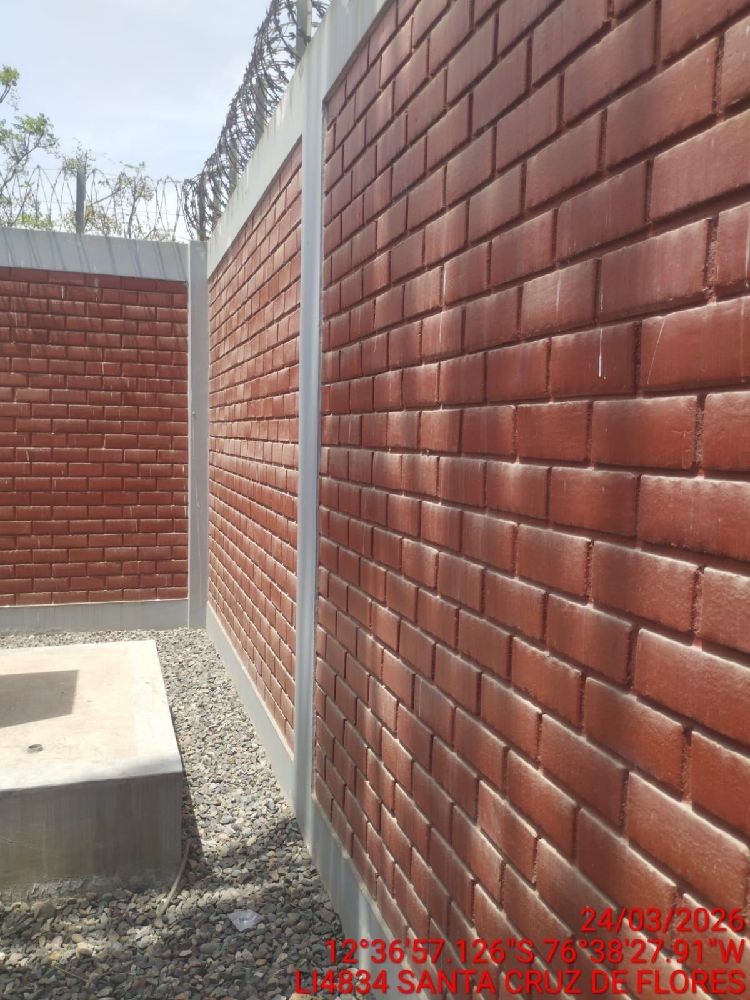 24/03/2026
12°36'57.126"S 76°38'27.91"W
LI4834 SANTA CRUZ DE FLORES